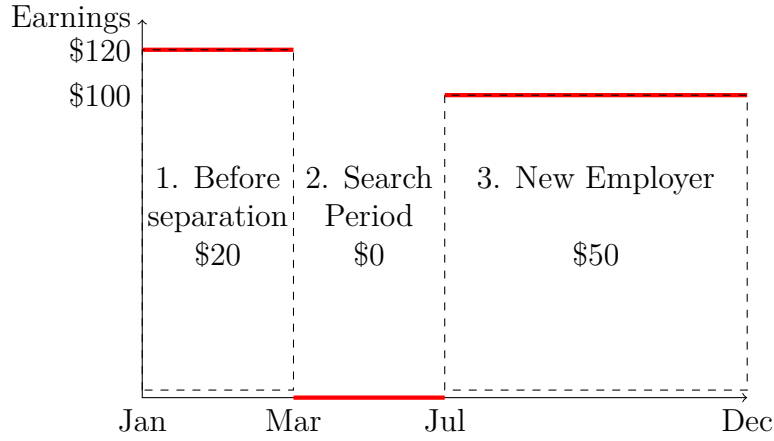 Earnings
$120
$100
1. Before
separation
$20
2. Search
Period
$0
3. New Employer
$50
Jan
Mar
Jul
Dec